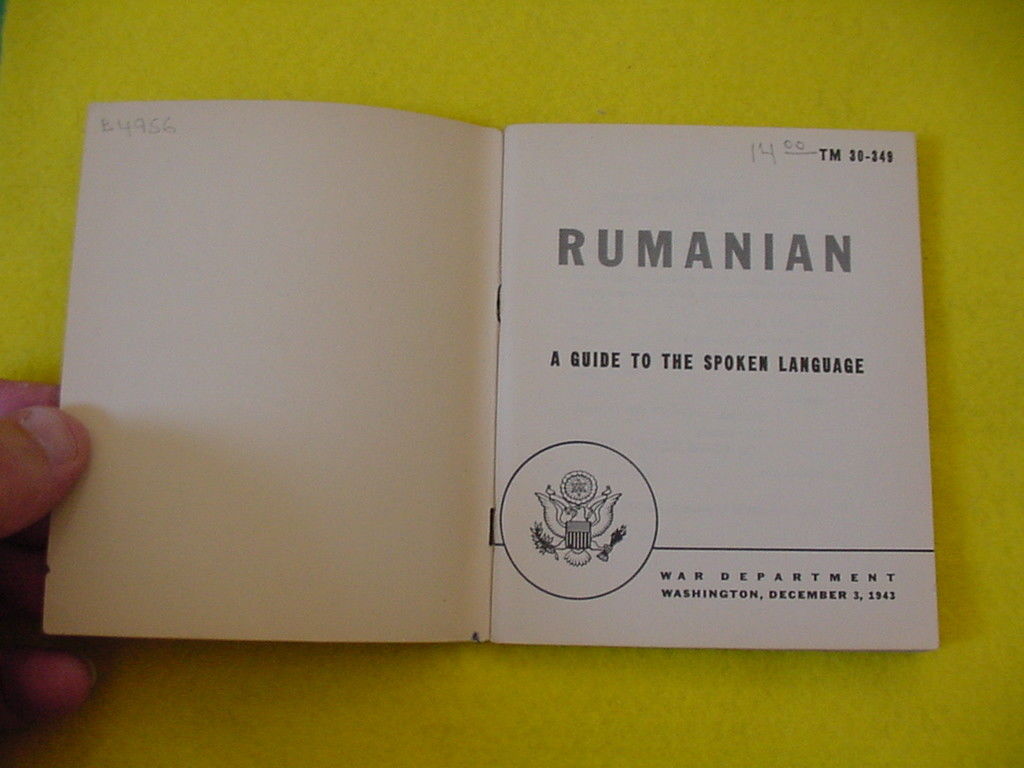 B4956
14 00 TM 30-349
RUMANIAN
A GUIDE TO THE SPOKEN LANGUAGE
WAR DEPARTMENT
WASHINGTON, DECEMBER 3, 1943